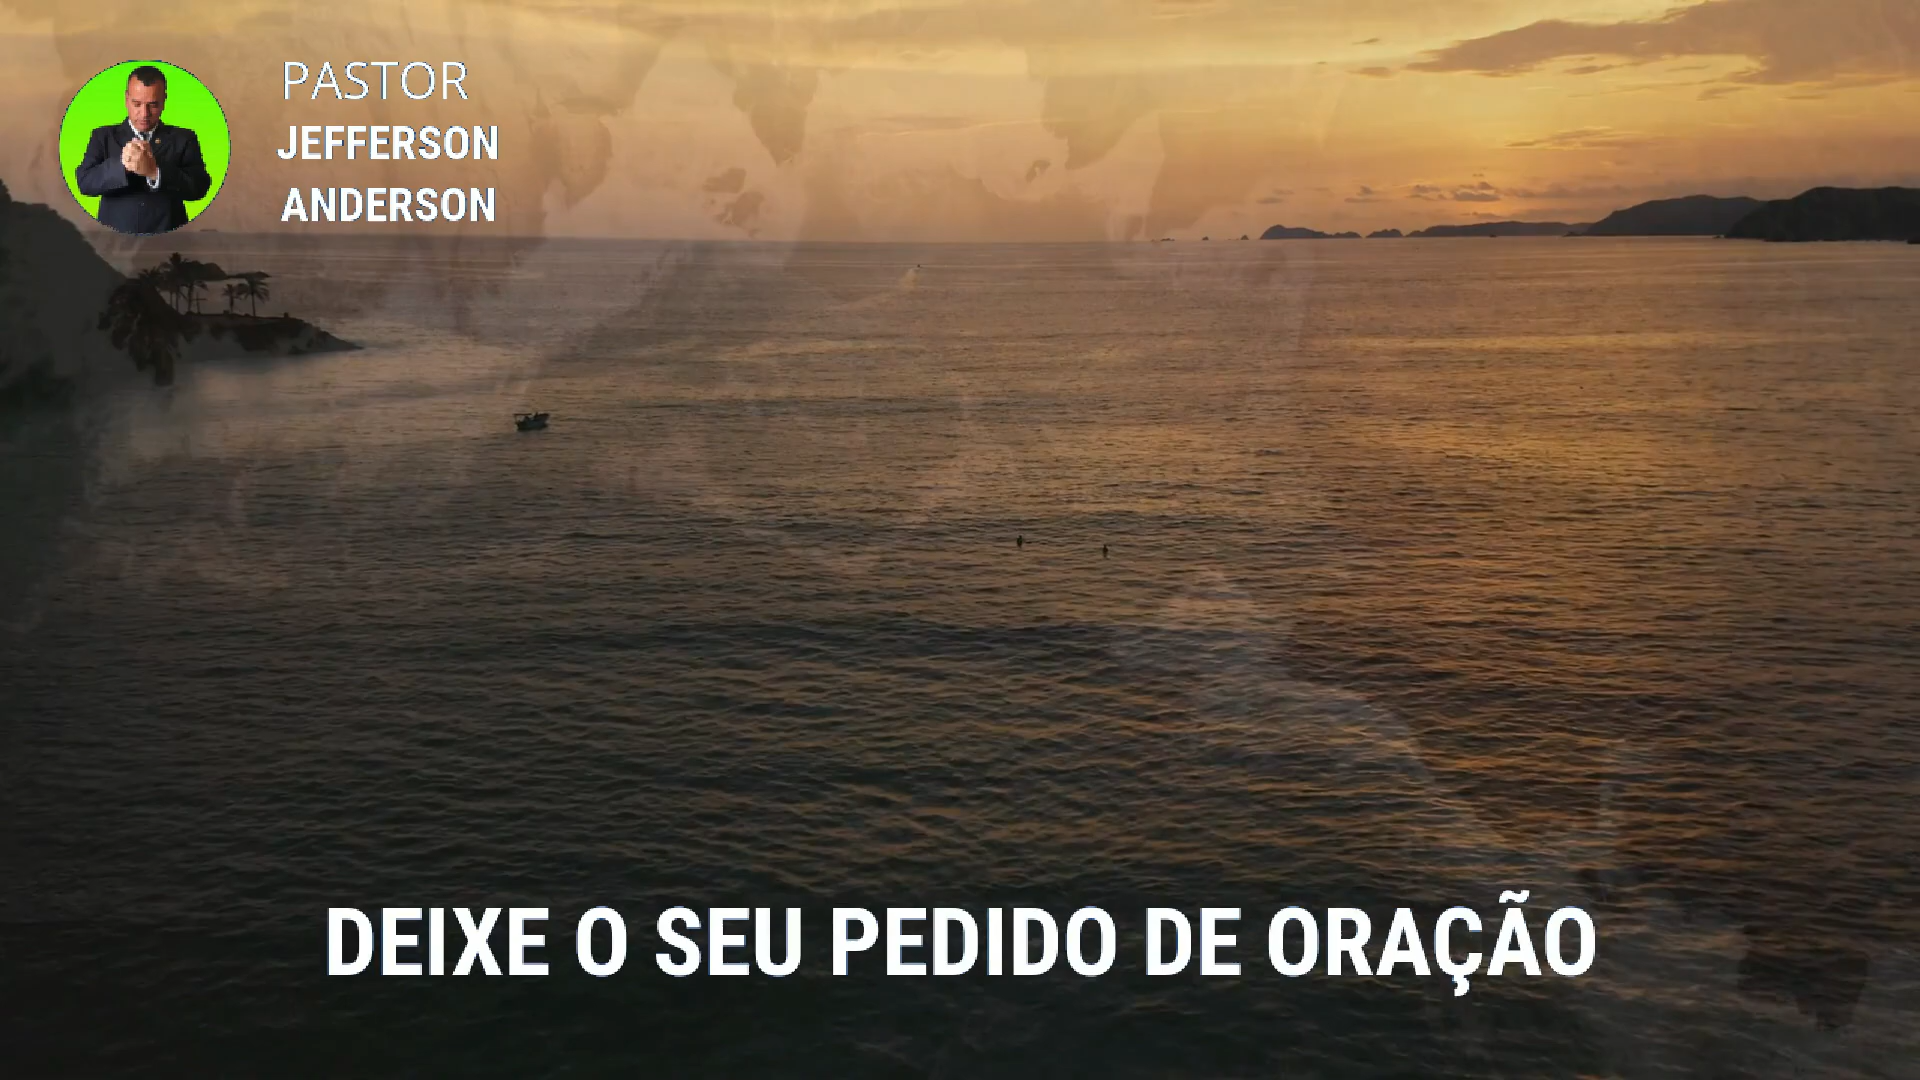 PASTOR
JEFFERSON
ANDERSON
DEIXE O SEU PEDIDO DE ORAÇÃO